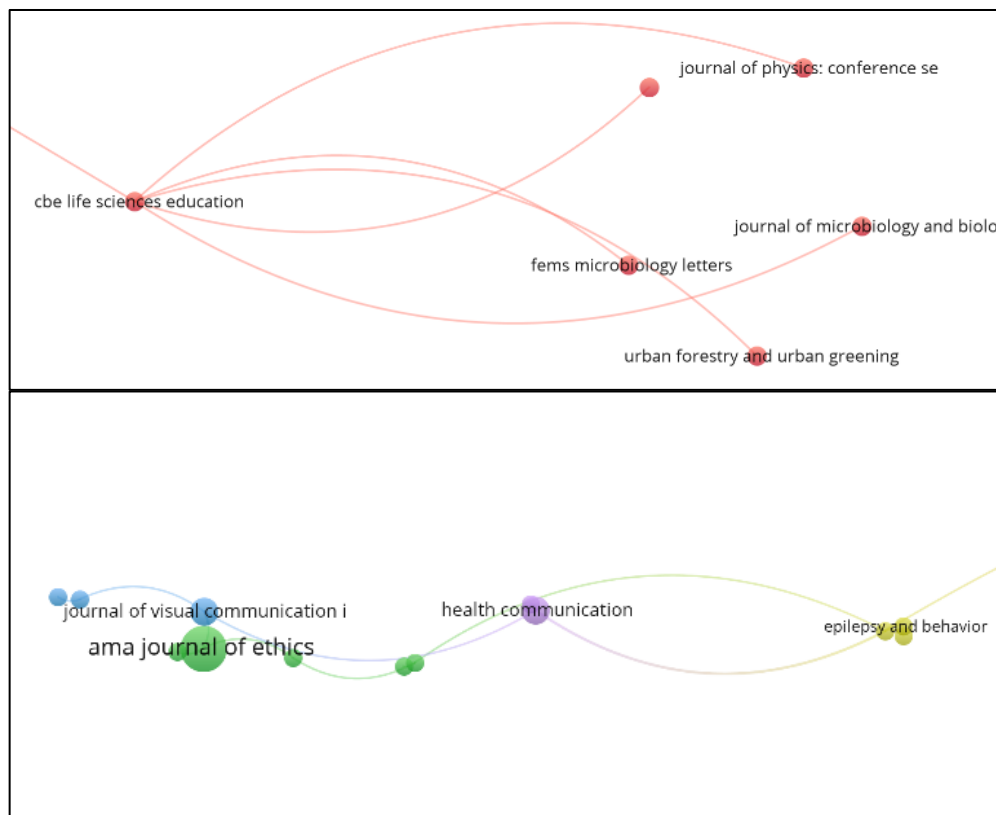 journal of physics: conference se
cbe life sciences education
journal of microbiology and biolo
fems microbiology letters
urban forestry and urban greening
journal of visual communication i
health communication
epilepsy and behavior
ama journal of ethics